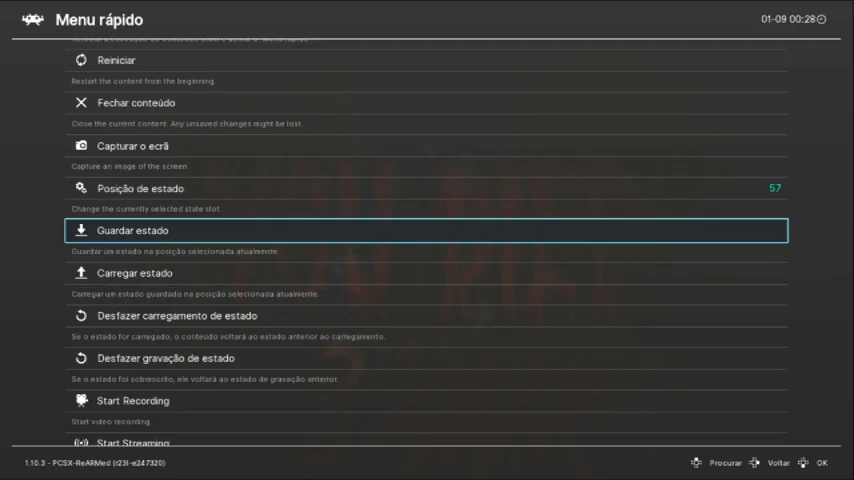 Menu rápido
01-09 00:28
Reiniciar
Restart the content from the beginning.
Fechar conteúdo
Close the current content. Any unsaved changes might be lost.
Capturar o ecrã
Capture an image of the screen.
Posição de estado 57
Change the currently selected state slot.
Guardar estado
Guardar um estado na posição selecionada atualmente.
Carregar estado
Carregar um estado guardado na posição selecionada atualmente.
Desfazer carregamento de estado
Se o estado for carregado, o conteúdo voltará ao estado anterior ao carregamento.
Desfazer gravação de estado
Se o estado foi sobrescrito, ele voltará ao estado de gravação anterior.
Start Recording
Start video recording.
Start Streaming
1.10.3 - PCSX-ReARMed (r23l-e247320)
Procurar Voltar OK